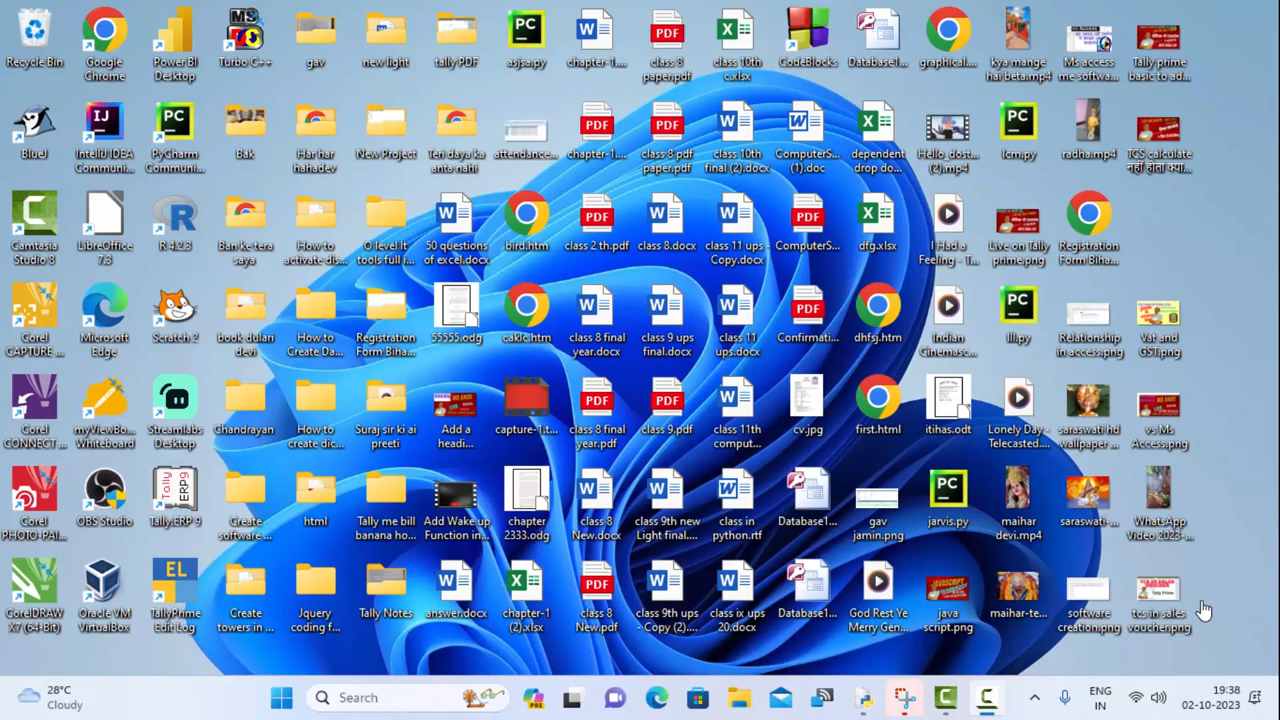 Recycle Bin
Google
Chrome
Power BI
Desktop
Turbo C++
gav
new light
tally PDF
asjsa.py
chapter-1....
class 8
paper.pdf
class 10th
c.xlsx
CodeBlocks
Database1...
graphical....
kya mange
hai beta.mp4
Ms access
me softwa...
Tally prime
basic to ad...
BlueJ
IntelliJ IDEA
Communi...
PyCharm
Communi...
Bak
Har har
hahadev
New Project
Teri daya ka
antarahil
attendance...
chapter-1....
class 8 pdf
paper.pdf
class 10th
final (2).docx
ComputerS...
(1).doc
dependent
drop do...
Hello_dost...
(2).mp4
lcm.py
radha.mp4
TCS calculate
नहीं होता क्या...
Camtasia
Studio 8
LibreOffice
7.3
R 4.2.3
Ban ke tera
saya
How to
activate dis...
O level It
tools full i...
50 questions
of excel.docx
bird.htm
class 2 th.pdf
class 8.docx
class 11 ups -
Copy.docx
ComputerS...
dfg.xlsx
I Had a
Feeling - T...
Live on Tally
prime.png
Registration
Form Biha...
Corel
CAPTURE ...
Microsoft
Edge
Scratch 2
book dulari
devi
How to
Create Da...
Registration
Form Biha...
55555.odg
caklc.htm
class 8 final
year.docx
class 9 ups
final.docx
class 11
ups.docx
Confirmati...
dhfsj.htm
Indian
Cinemasc...
llll.py
Relationship
in access.png
Vat and
GST.png
Corel
CONNECT ...
myViewBo...
Whiteboard
Streamlabs
Desktop
Chandrayan
How to
create dic...
Suraj sir ki ai
preeti
Add a
headi...
capture-1.t...
class 8 final
year.pdf
class 9.pdf
class 11th
comput...
cv.jpg
first.html
itihas.odt
Lonely Day -
Telecasted....
saraswati hd
wallpaper ...
vs Ms
Access.png
Corel
PHOTO-PAI...
OBS Studio
Tally.ERP 9
Create
software ...
html
Tally me bill
banana ho...
Add Wake up
Function in...
chapter
2333.odg
class 8
New.docx
class 9th new
Light final....
class in
python.rtf
Database1...
gav
jamin.png
jarvis.py
maihar
devi.mp4
saraswati-...
WhatsApp
Video 2023-...
CorelDRAW
X7 (64-Bit)
Oracle VM
VirtualBox
TallyPrime
Edit Log
Create
towers in ...
Jquery
coding f...
Tally Notes
answer.docx
chapter-1
(2).xlsx
class 8
New.pdf
class 9th ups
- Copy (2)....
class ix ups
20.docx
Database1...
God Rest Ye
Merry Gen...
java
script.png
maihar-te...
software
creation.png
tcs in sales
voucher.png
28°C
Cloudy
Search
ENG
IN
19:38
02-10-2023